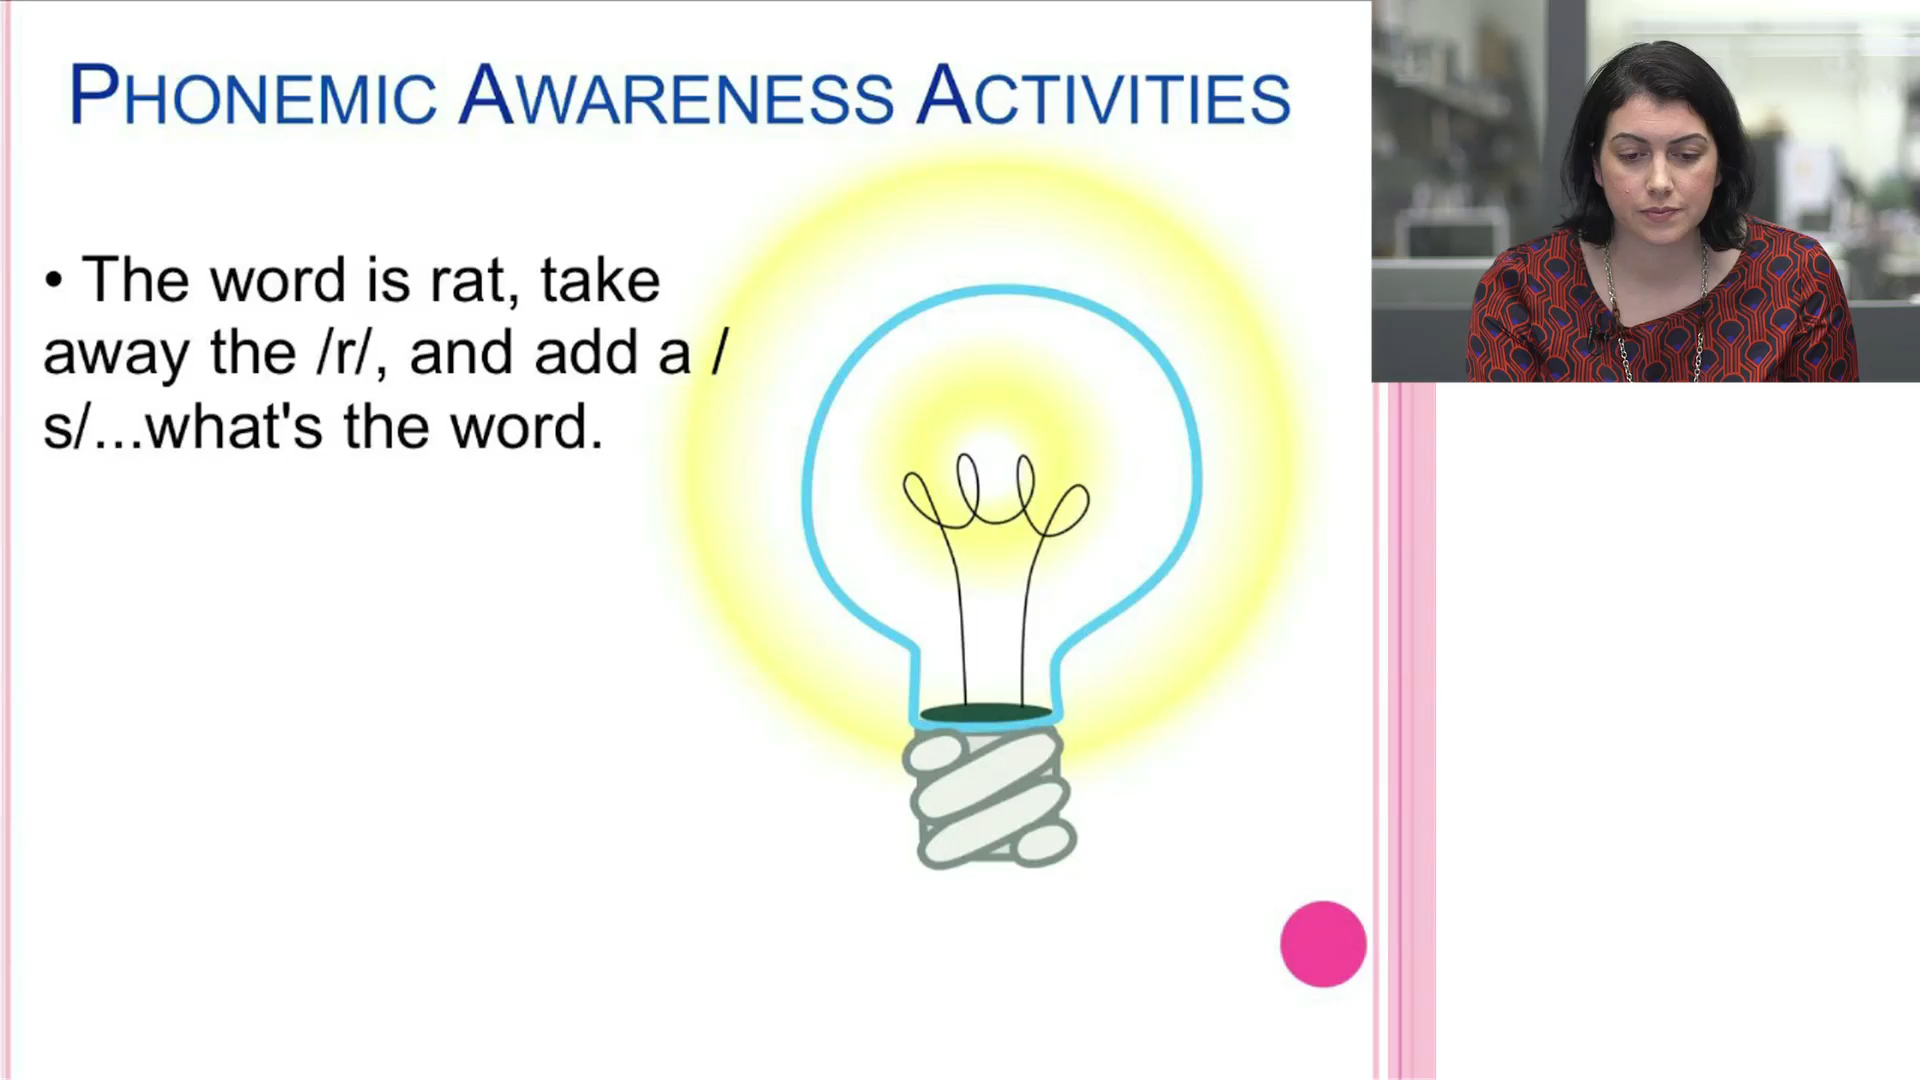 PHONEMIC AWARENESS ACTIVITIES
• The word is rat, take
away the /r/, and add a /
s/...what's the word.